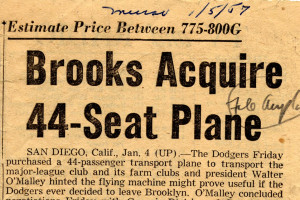 1/5/57
Estimate Price Between 775-800G
Brooks Acquire
44-Seat Plane
SAN DIEGO, Calif., Jan. 4 (UP).—The Dodgers Friday
purchased a 44-passenger transport plane to transport the
major-league club and its farm clubs and president Walter
O'Malley hinted the flying machine might prove useful if the
Dodgers ever decided to leave Brooklyn. O'Malley concluded